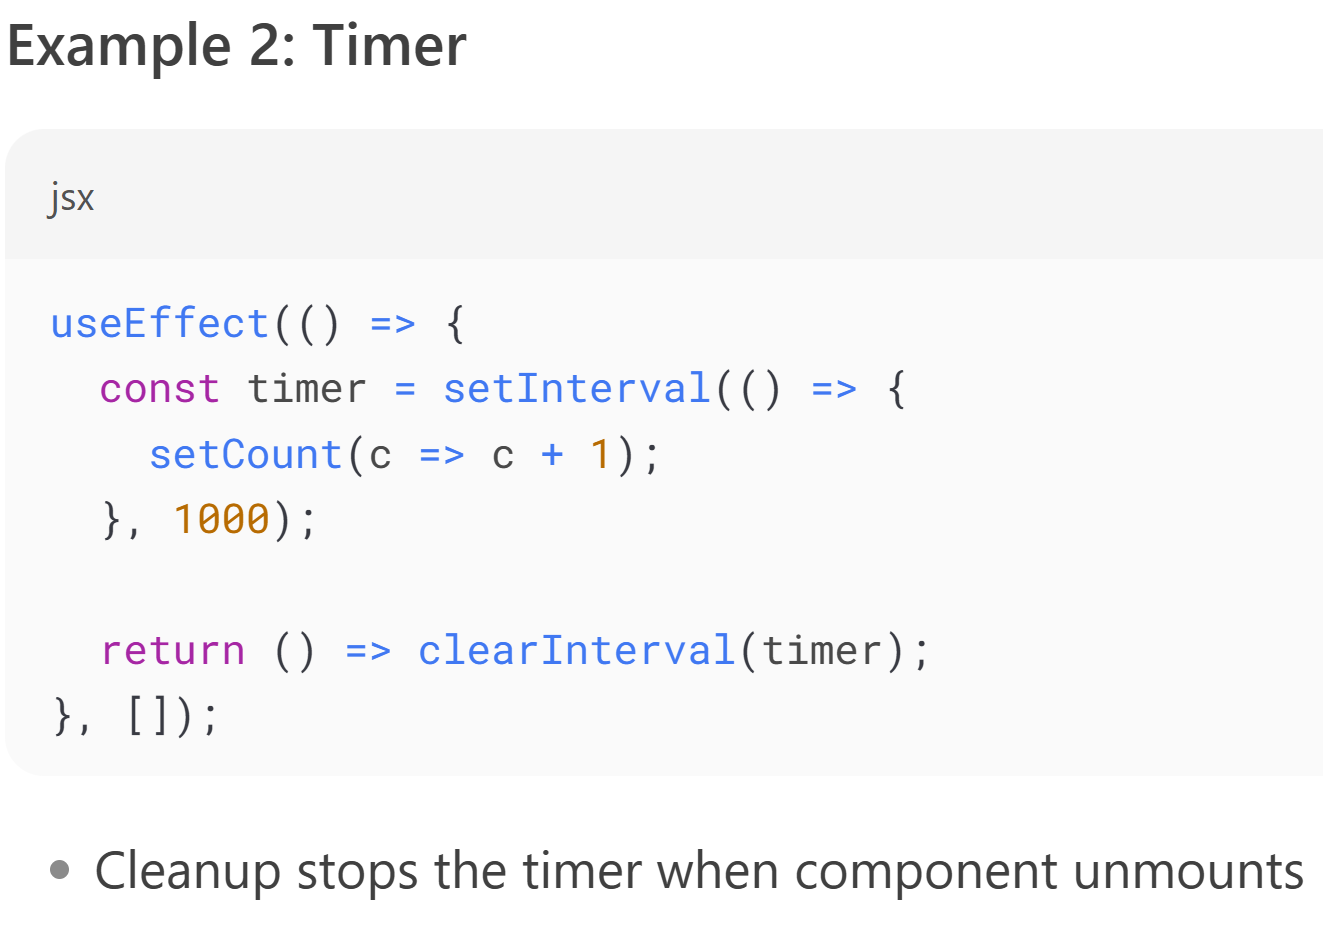 Example 2: Timer
jsx
useEffect(() => {
  const timer = setInterval(() => {
    setCount(c => c + 1);
  }, 1000);

  return () => clearInterval(timer);
}, []);
• Cleanup stops the timer when component unmounts